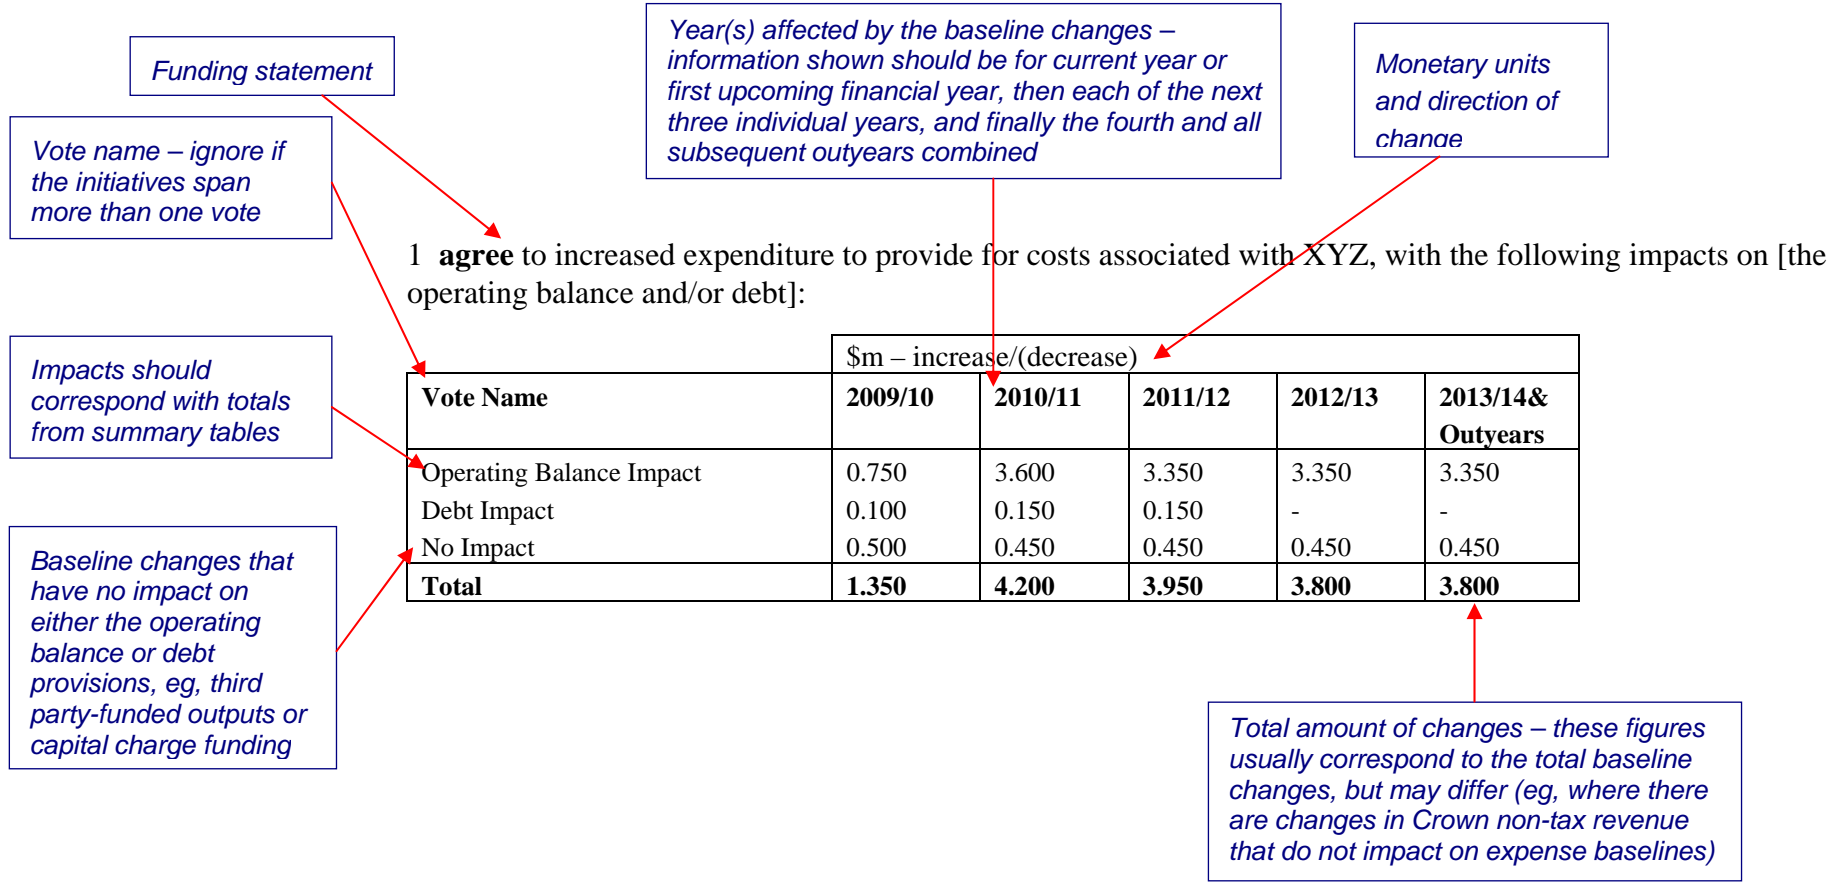 Funding statement
Year(s) affected by the baseline changes –
information shown should be for current year or
first upcoming financial year, then each of the next
three individual years, and finally the fourth and all
subsequent outyears combined
Monetary units
and direction of
change
Vote name – ignore if
the initiatives span
more than one vote
1 agree to increased expenditure to provide for costs associated with XYZ, with the following impacts on [the
operating balance and/or debt]:
Impacts should
correspond with totals
from summary tables
$m – increase/(decrease)
Vote Name 2009/10 2010/11 2011/12 2012/13 2013/14&
Outyears
Operating Balance Impact 0.750 3.600 3.350 3.350 3.350
Debt Impact 0.100 0.150 0.150 - -
No Impact 0.500 0.450 0.450 0.450 0.450
Total 1.350 4.200 3.950 3.800 3.800
Baseline changes that
have no impact on
either the operating
balance or debt
provisions, eg, third
party-funded outputs or
capital charge funding
Total amount of changes – these figures
usually correspond to the total baseline
changes, but may differ (eg, where there
are changes in Crown non-tax revenue
that do not impact on expense baselines)